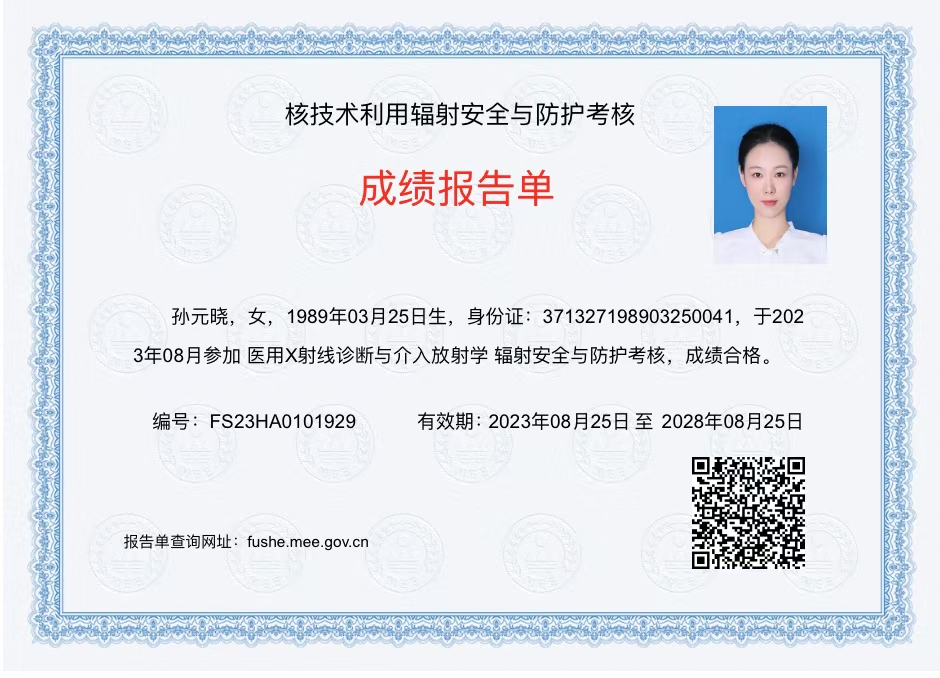 核技术利用辐射安全与防护考核
成绩报告单
孙元晓，女，1989年03月25日生，身份证：371327198903250041，于202
3年08月参加 医用X射线诊断与介入放射学 辐射安全与防护考核，成绩合格。
编号：FS23HA0101929 有效期：2023年08月25日 至 2028年08月25日
报告单查询网址：fushe.mee.gov.cn